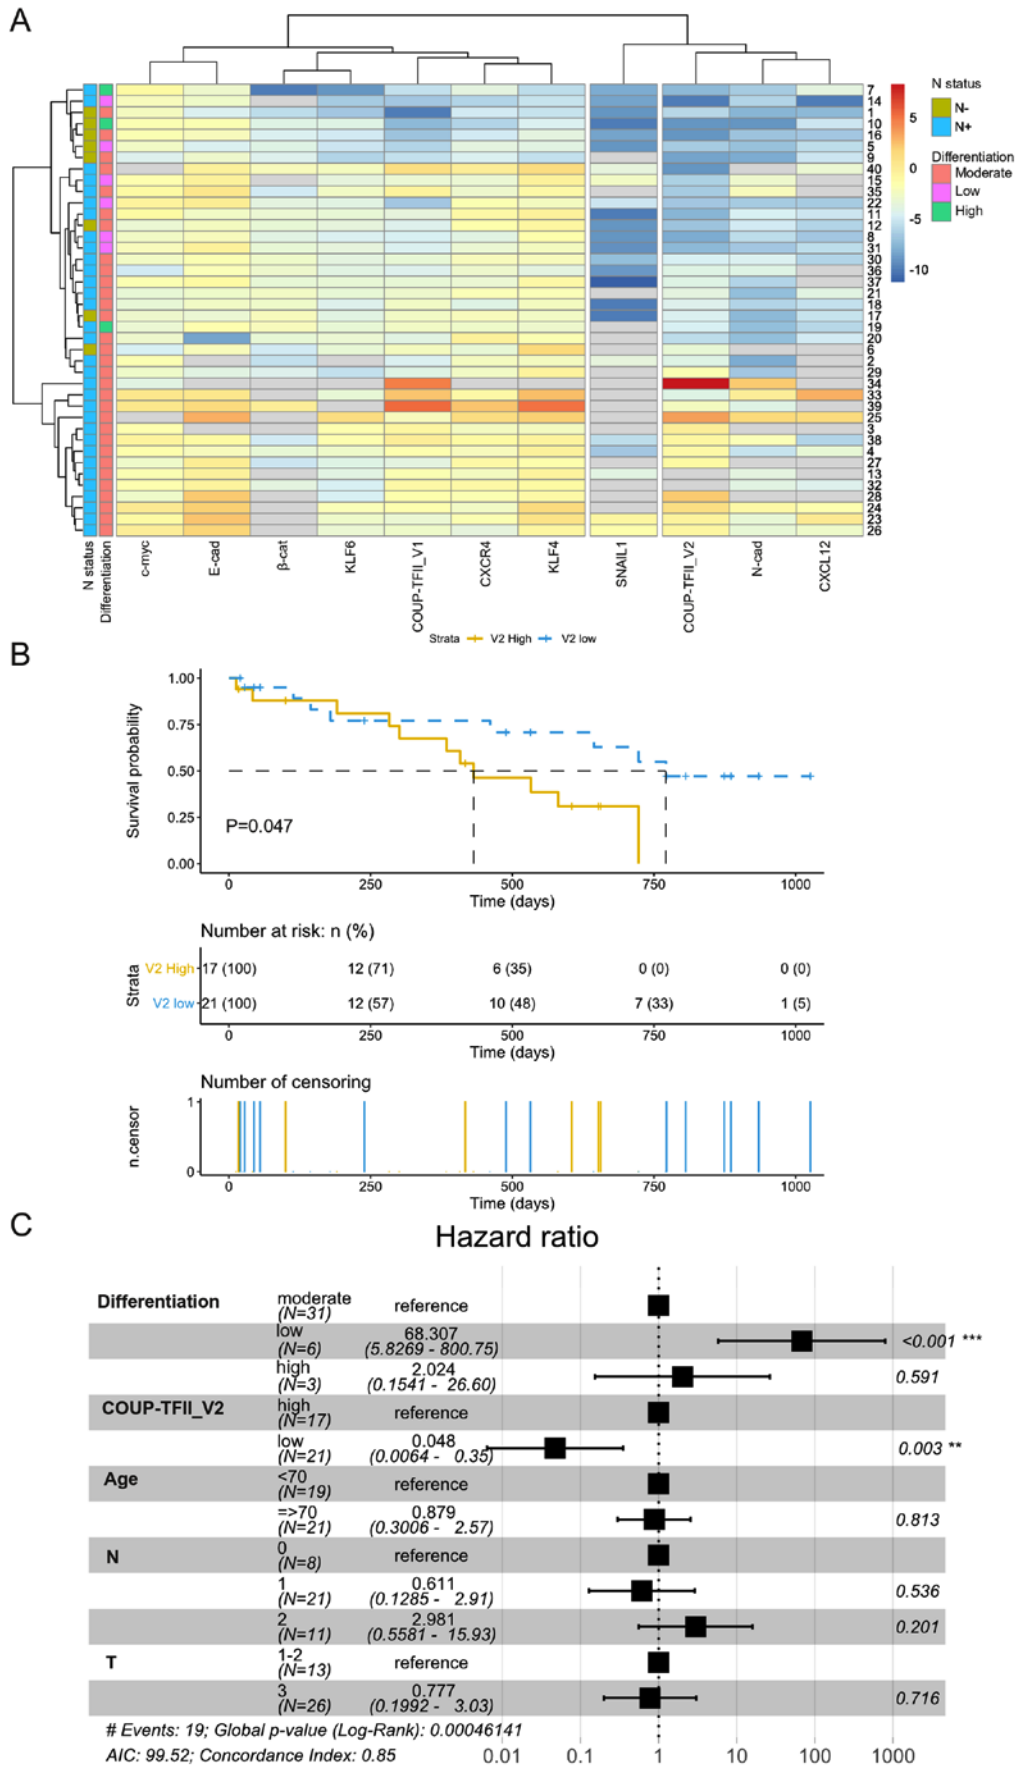 A
N status
N-
N+
Differentiation
Moderate
Low
High
5
0
-5
-10
7
14
1
10
16
5
9
40
15
35
22
11
12
8
31
30
36
37
21
18
17
19
20
6
2
29
34
33
39
25
3
38
4
27
13
32
28
24
23
26
N status
Differentiation
c-myc
E-cad
β-cat
KLF6
COUP-TFII_V1
CXCR4
KLF4
SNAIL1
COUP-TFII_V2
N-cad
CXCL12
B
Strata V2 High V2 low
Survival probability
1.00
0.75
0.50
0.25
0.00
P=0.047
0 250 500 750 1000
Time (days)
Number at risk: n (%)
Strata
V2 High 17 (100) 12 (71) 6 (35) 0 (0) 0 (0)
V2 low 21 (100) 12 (57) 10 (48) 7 (33) 1 (5)
0 250 500 750 1000
Time (days)
Number of censoring
n.censor
1
0
0 250 500 750 1000
Time (days)
C
Hazard ratio
Differentiation moderate (N=31) reference
low (N=6) 68.307 (5.8269 - 800.75) <0.001 ***
high (N=3) 2.024 (0.1541 - 26.60) 0.591
COUP-TFII_V2 high (N=17) reference
low (N=21) 0.048 (0.0064 - 0.35) 0.003 **
Age <70 (N=19) reference
=>70 (N=21) 0.879 (0.3006 - 2.57) 0.813
N 0 (N=8) reference
1 (N=21) 0.611 (0.1285 - 2.91) 0.536
2 (N=11) 2.981 (0.5581 - 15.93) 0.201
T 1-2 (N=13) reference
3 (N=26) 0.777 (0.1992 - 3.03) 0.716
# Events: 19; Global p-value (Log-Rank): 0.00046141
AIC: 99.52; Concordance Index: 0.85
0.01 0.1 1 10 100 1000